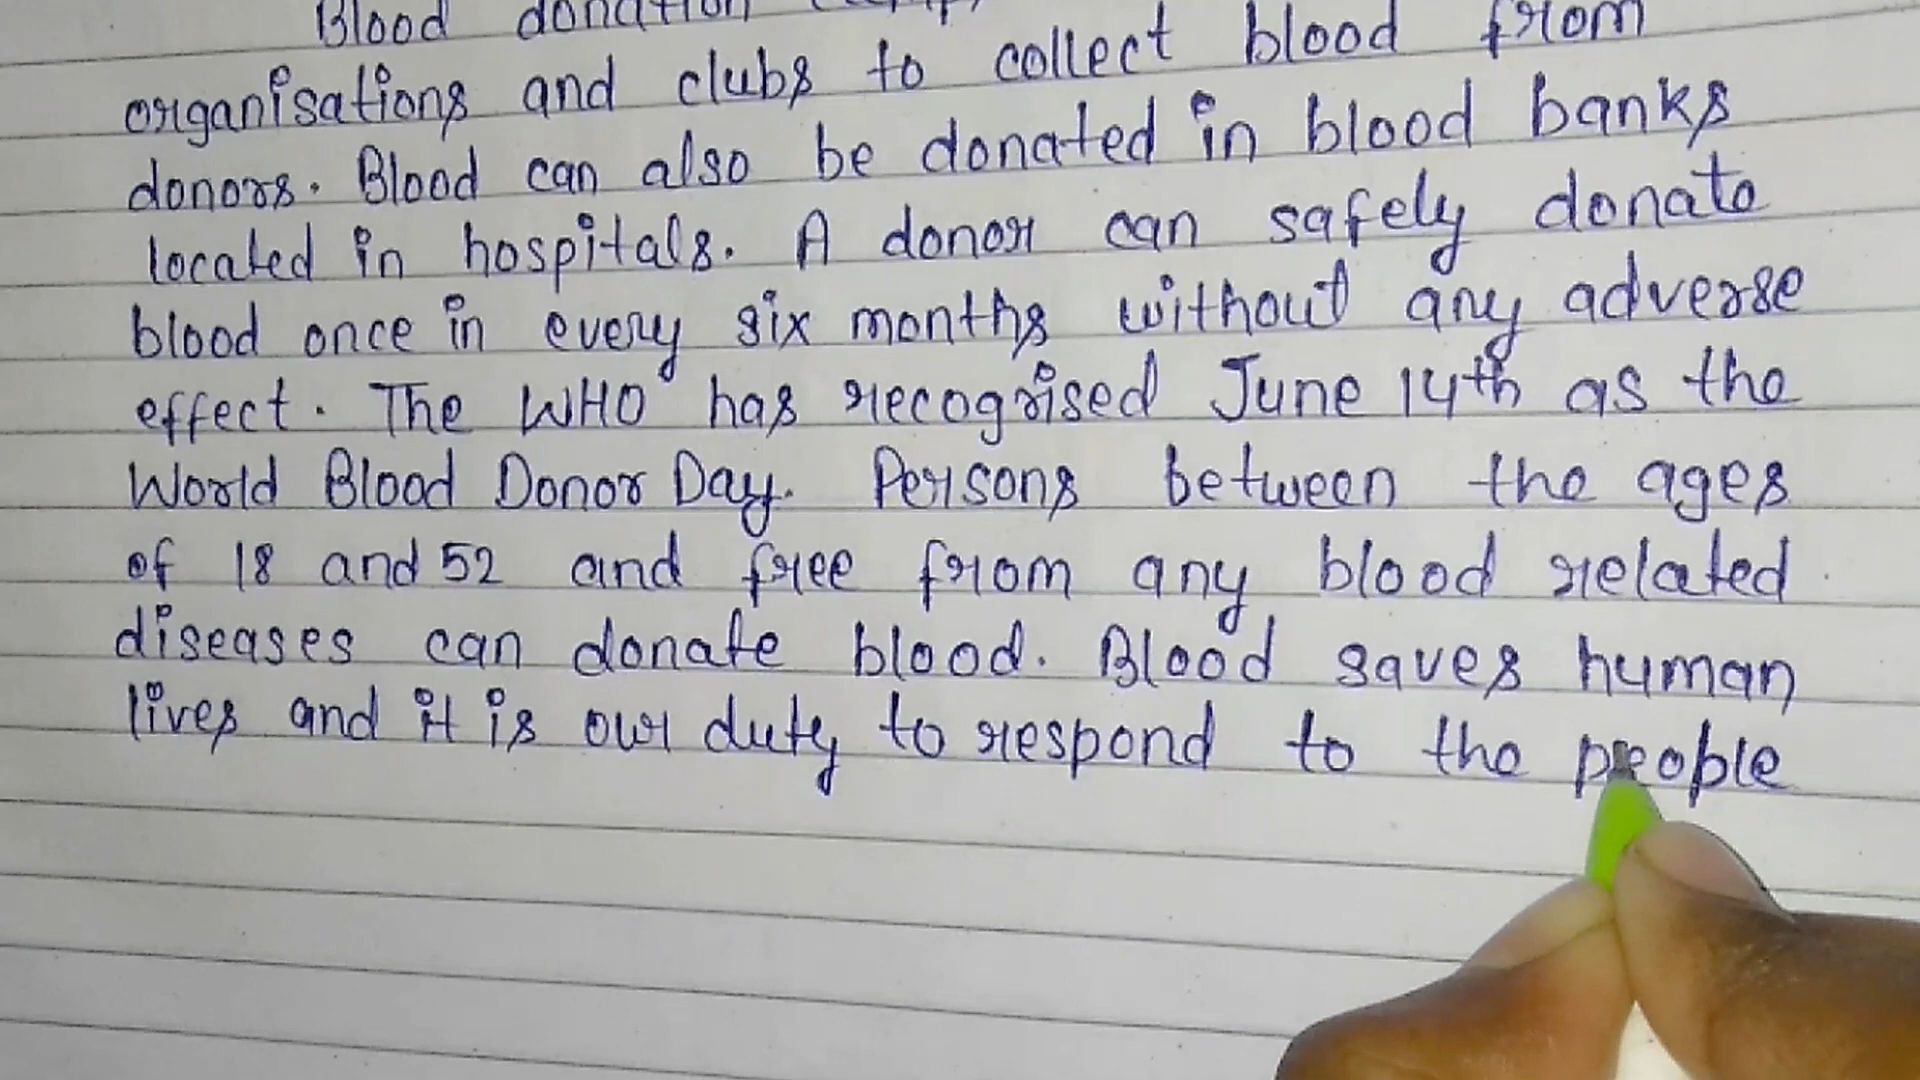 Blood donation
organisations and clubs to collect blood from
donors. Blood can also be donated in blood banks
located in hospitals. A donor can safely donate
blood once in every six months without any adverse
effect. The WHO has recognised June 14th as the
World Blood Donor Day. Persons between the ages
of 18 and 52 and free from any blood related
diseases can donate blood. Blood saves human
lives and it is our duty to respond to the people